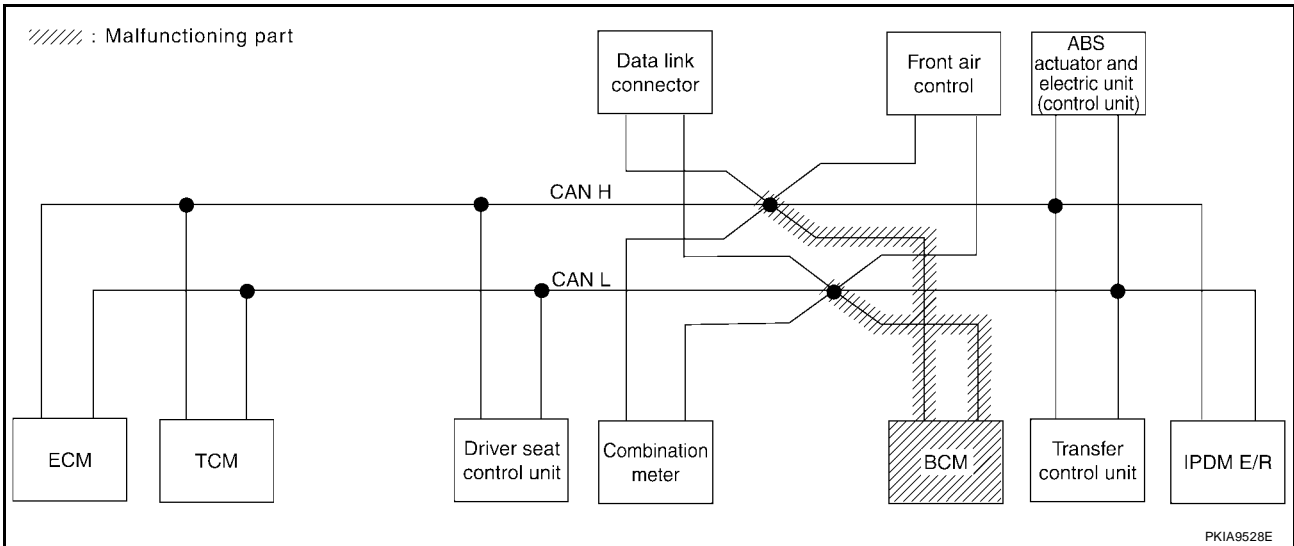 : Malfunctioning part
Data link
connector
Front air
control
ABS
actuator and
electric unit
(control unit)
CAN H
CAN L
ECM
TCM
Driver seat
control unit
Combination
meter
BCM
Transfer
control unit
IPDM E/R
PKIA9528E